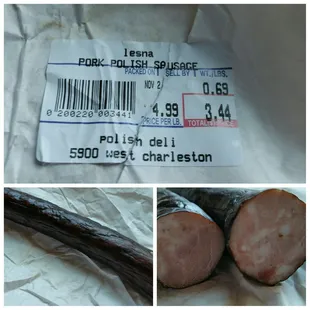 lesna
PORK POLISH SAUSAGE
PACKED ON SELL BY WT./LBS.
NOV 2 0.69
4.99 3.44
PRICE PER LB. TOTAL
0 200220 003441
polish deli
5900 west charleston